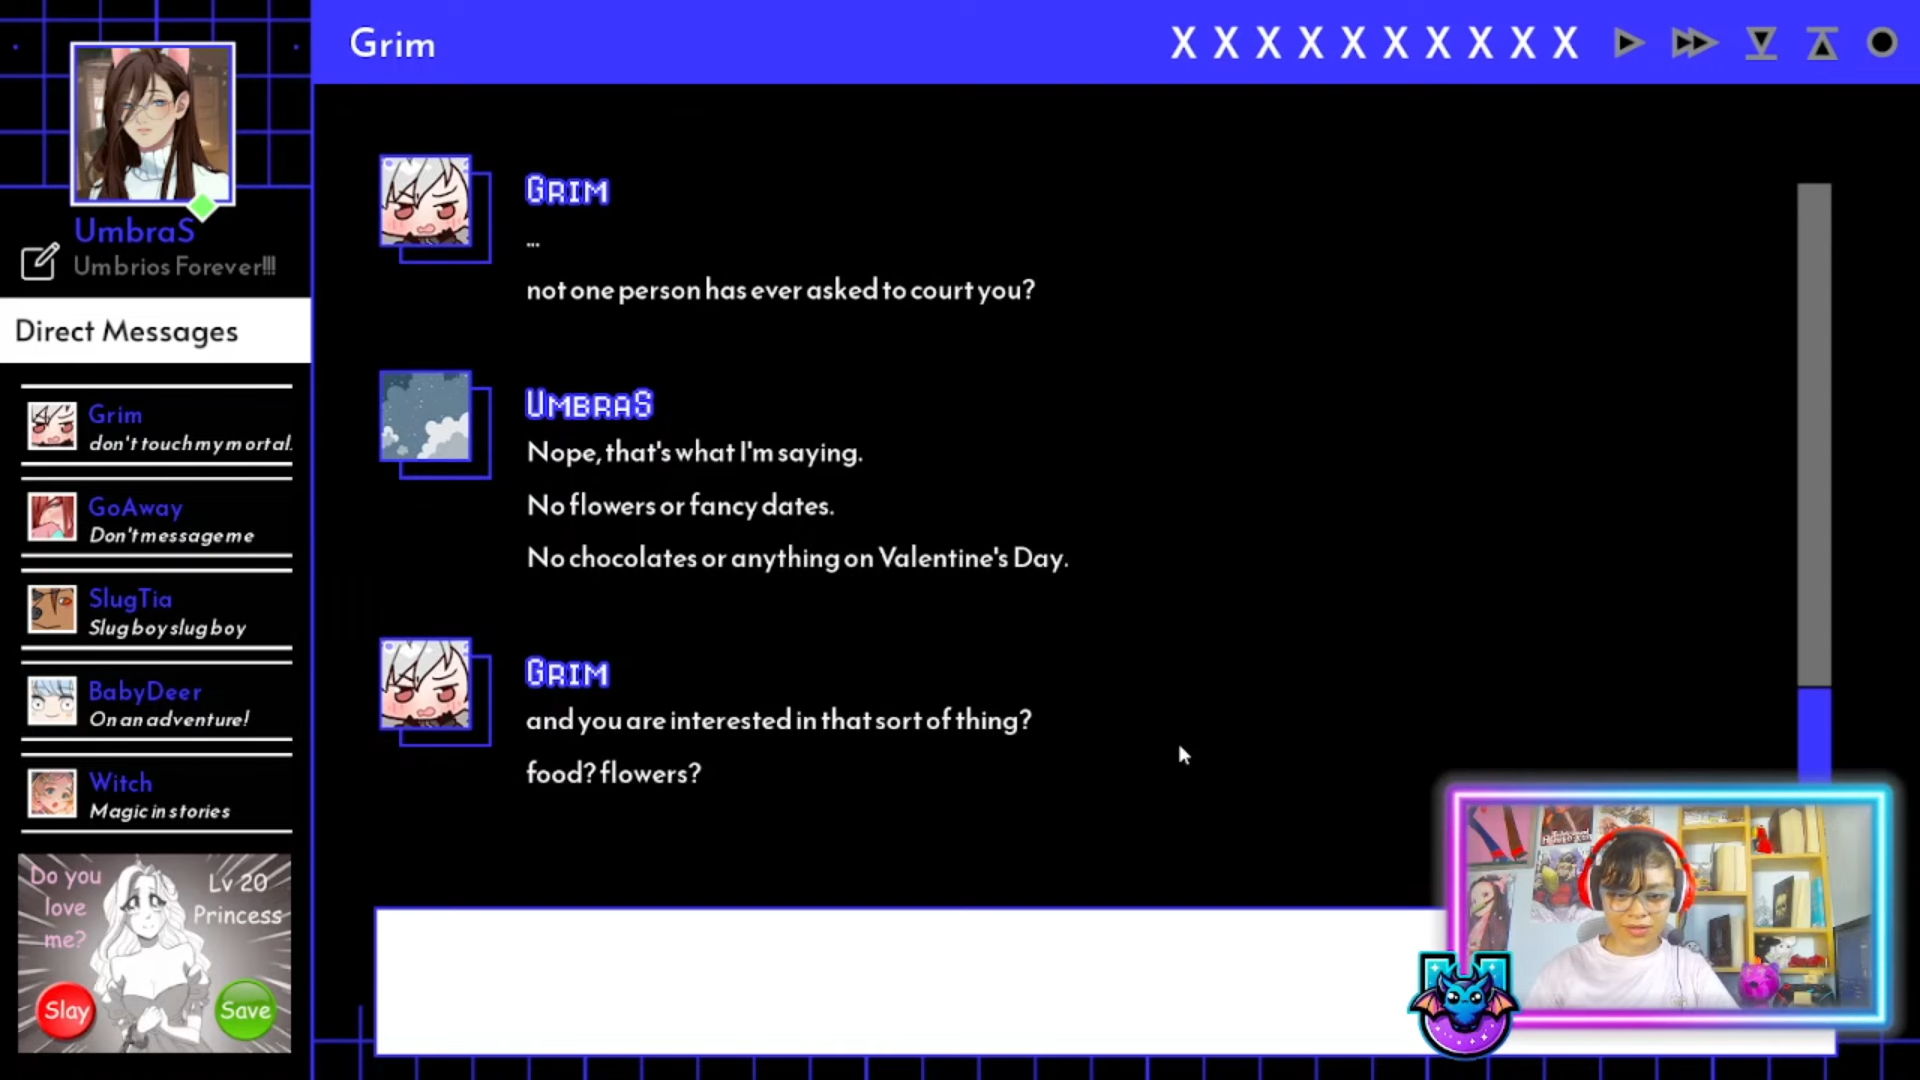 Grim
X X X X X X X X X X
UmbraS
Umbrios Forever!!!
Direct Messages
Grim
don't touch my mortal.
GoAway
Don't message me
SlugTia
Slug boy slug boy
BabyDeer
On an adventure!
Witch
Magic in stories
Do you love me?
Lv 20
Princess
Slay
Save
GRIM
...
not one person has ever asked to court you?
UMBRAS
Nope, that's what I'm saying.
No flowers or fancy dates.
No chocolates or anything on Valentine's Day.
GRIM
and you are interested in that sort of thing?
food? flowers?